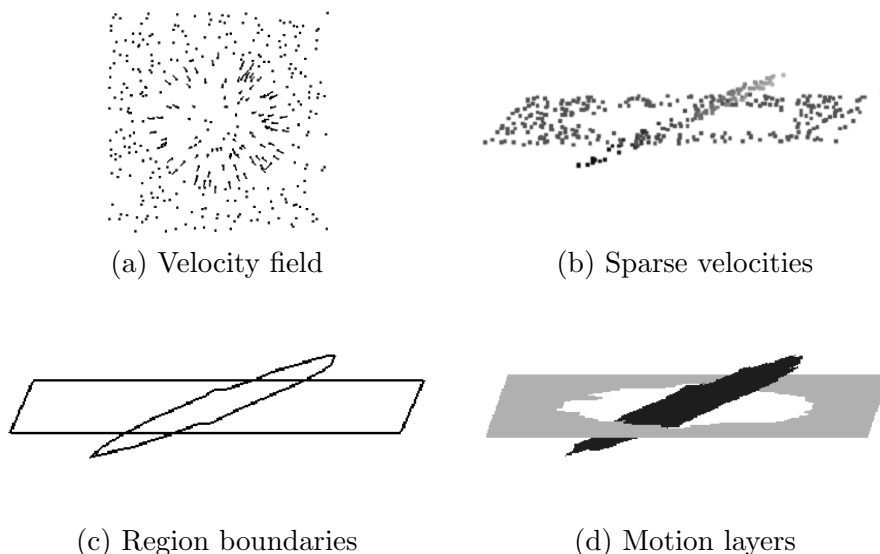 (a) Velocity field
(b) Sparse velocities
(c) Region boundaries
(d) Motion layers